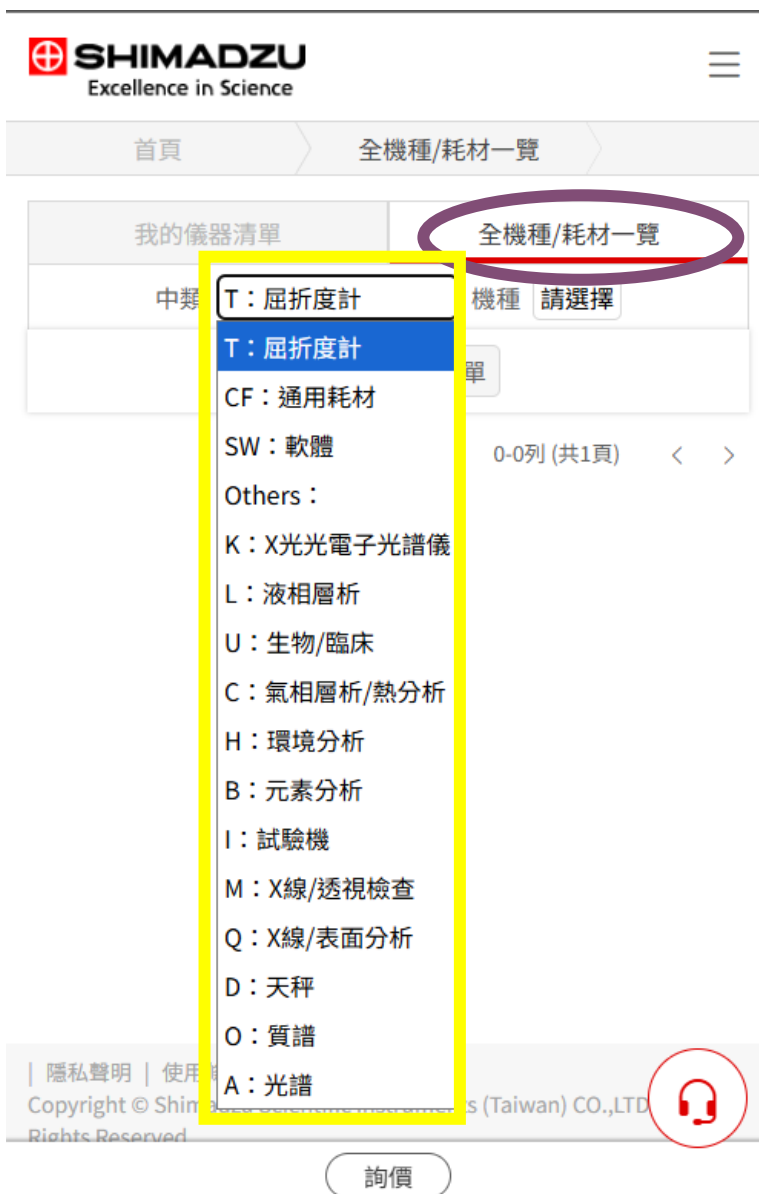 SHIMADZU
Excellence in Science
首頁 全機種/耗材一覽
我的儀器清單 全機種/耗材一覽
中類 T：屈折度計 機種 請選擇
T：屈折度計
單
CF：通用耗材
SW：軟體
0-0列 (共1頁) < >
Others：
K：X光光電子光譜儀
L：液相層析
U：生物/臨床
C：氣相層析/熱分析
H：環境分析
B：元素分析
I：試驗機
M：X線/透視檢查
Q：X線/表面分析
D：天秤
O：質譜
A：光譜
| 隱私聲明 | 使用
Copyright © Shimadzu Scientific Instruments (Taiwan) CO.,LTD
Rights Reserved
詢價